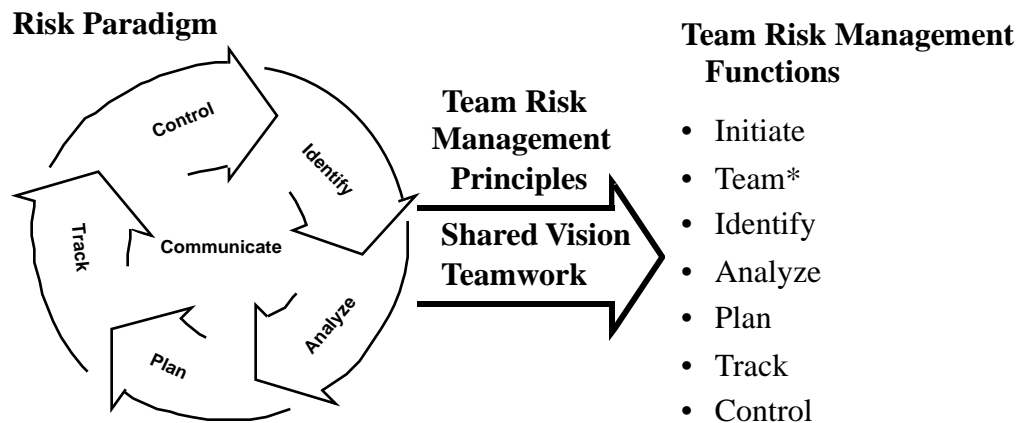 Risk Paradigm
Control
Identify
Analyze
Plan
Track
Communicate
Team Risk
Management
Principles
Shared Vision
Teamwork
Team Risk Management
Functions
• Initiate
• Team*
• Identify
• Analyze
• Plan
• Track
• Control